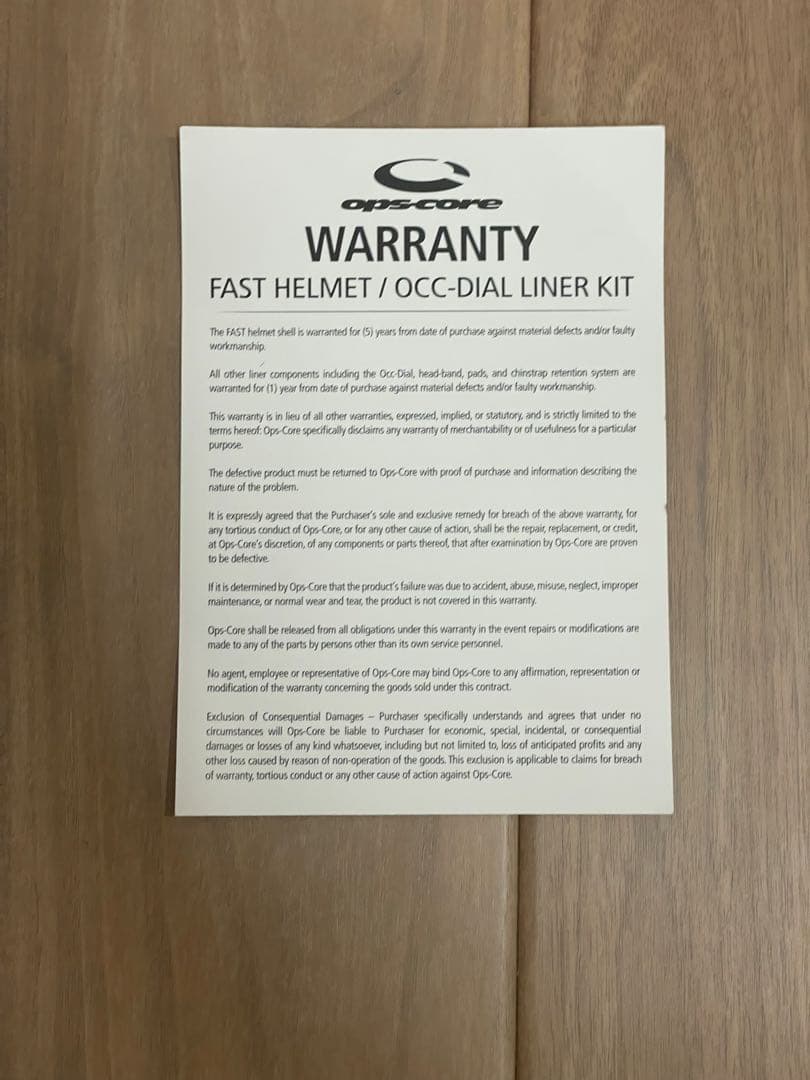 ops-core
WARRANTY
FAST HELMET / OCC-DIAL LINER KIT
The FAST helmet shell is warranted for (5) years from date of purchase against material defects and/or faulty
workmanship.
All other liner components including the Occ-Dial, head-band, pads, and chinstrap retention system are
warranted for (1) year from date of purchase against material defects and/or faulty workmanship.
This warranty is in lieu of all other warranties, expressed, implied, or statutory, and is strictly limited to the
terms hereof: Ops-Core specifically disclaims any warranty of merchantability or of usefulness for a particular
purpose.
The defective product must be returned to Ops-Core with proof of purchase and information describing the
nature of the problem.
It is expressly agreed that the Purchaser's sole and exclusive remedy for breach of the above warranty, for
any tortious conduct of Ops-Core, or for any other cause of action, shall be the repair, replacement, or credit,
at Ops-Core's discretion, of any components or parts thereof, that after examination by Ops-Core are proven
to be defective.
If it is determined by Ops-Core that the product's failure was due to accident, abuse, misuse, neglect, improper
maintenance, or normal wear and tear, the product is not covered in this warranty.
Ops-Core shall be released from all obligations under this warranty in the event repairs or modifications are
made to any of the parts by persons other than its own service personnel.
No agent, employee or representative of Ops-Core may bind Ops-Core to any affirmation, representation or
modification of the warranty concerning the goods sold under this contract.
Exclusion of Consequential Damages – Purchaser specifically understands and agrees that under no
circumstances will Ops-Core be liable to Purchaser for economic, special, incidental, or consequential
damages or losses of any kind whatsoever, including but not limited to, loss of anticipated profits and any
other loss caused by reason of non-operation of the goods. This exclusion is applicable to claims for breach
of warranty, tortious conduct or any other cause of action against Ops-Core.